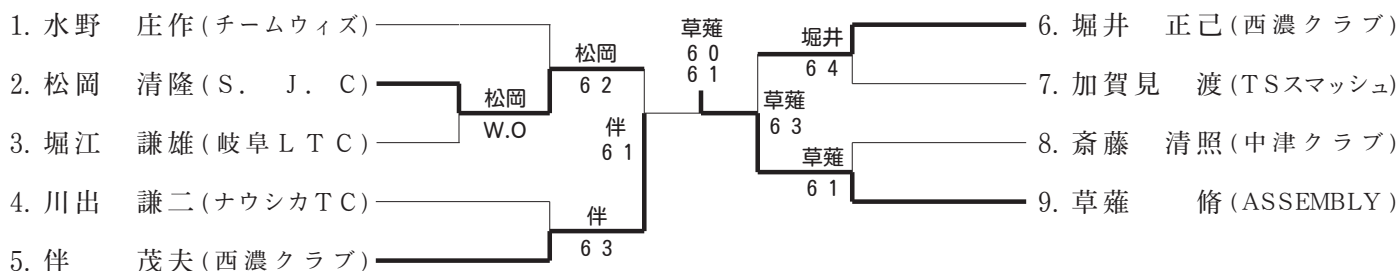 1. 水野　庄作(チームウィズ)
2. 松岡　清隆(S. J. C)
3. 堀江　謙雄(岐阜LTC)
4. 川出　謙二(ナウシカTC)
5. 伴　茂夫(西濃クラブ)
松岡
W.O
松岡
6 2
伴
6 3
伴
6 1
草薙
6 0
6 1
草薙
6 3
堀井
6 4
草薙
6 1
6. 堀井　正己(西濃クラブ)
7. 加賀見　渡(TSスマッシュ)
8. 斎藤　清照(中津クラブ)
9. 草薙　脩(ASSEMBLY)